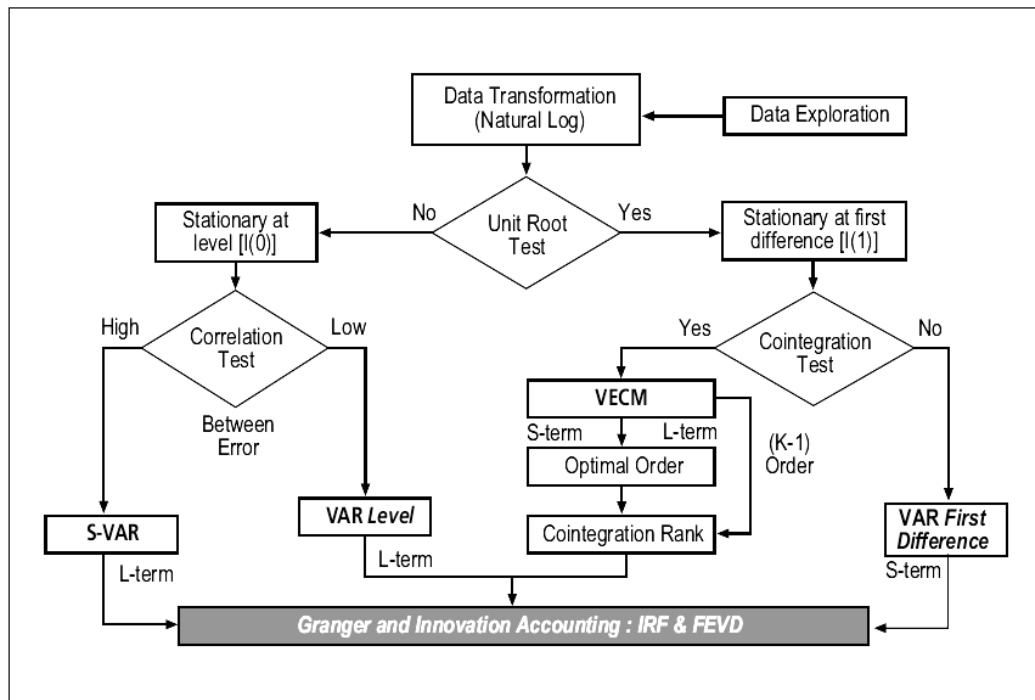 Data Transformation
(Natural Log)
Data Exploration
No
Unit Root
Test
Yes
Stationary at
level [I(0)]
Stationary at first
difference [I(1)]
High
Correlation
Test
Low
Between
Error
Yes
Cointegration
Test
No
VECM
S-term
L-term
(K-1)
Order
Optimal Order
S-VAR
VAR Level
Cointegration Rank
VAR First
Difference
L-term
L-term
S-term
Granger and Innovation Accounting : IRF & FEVD